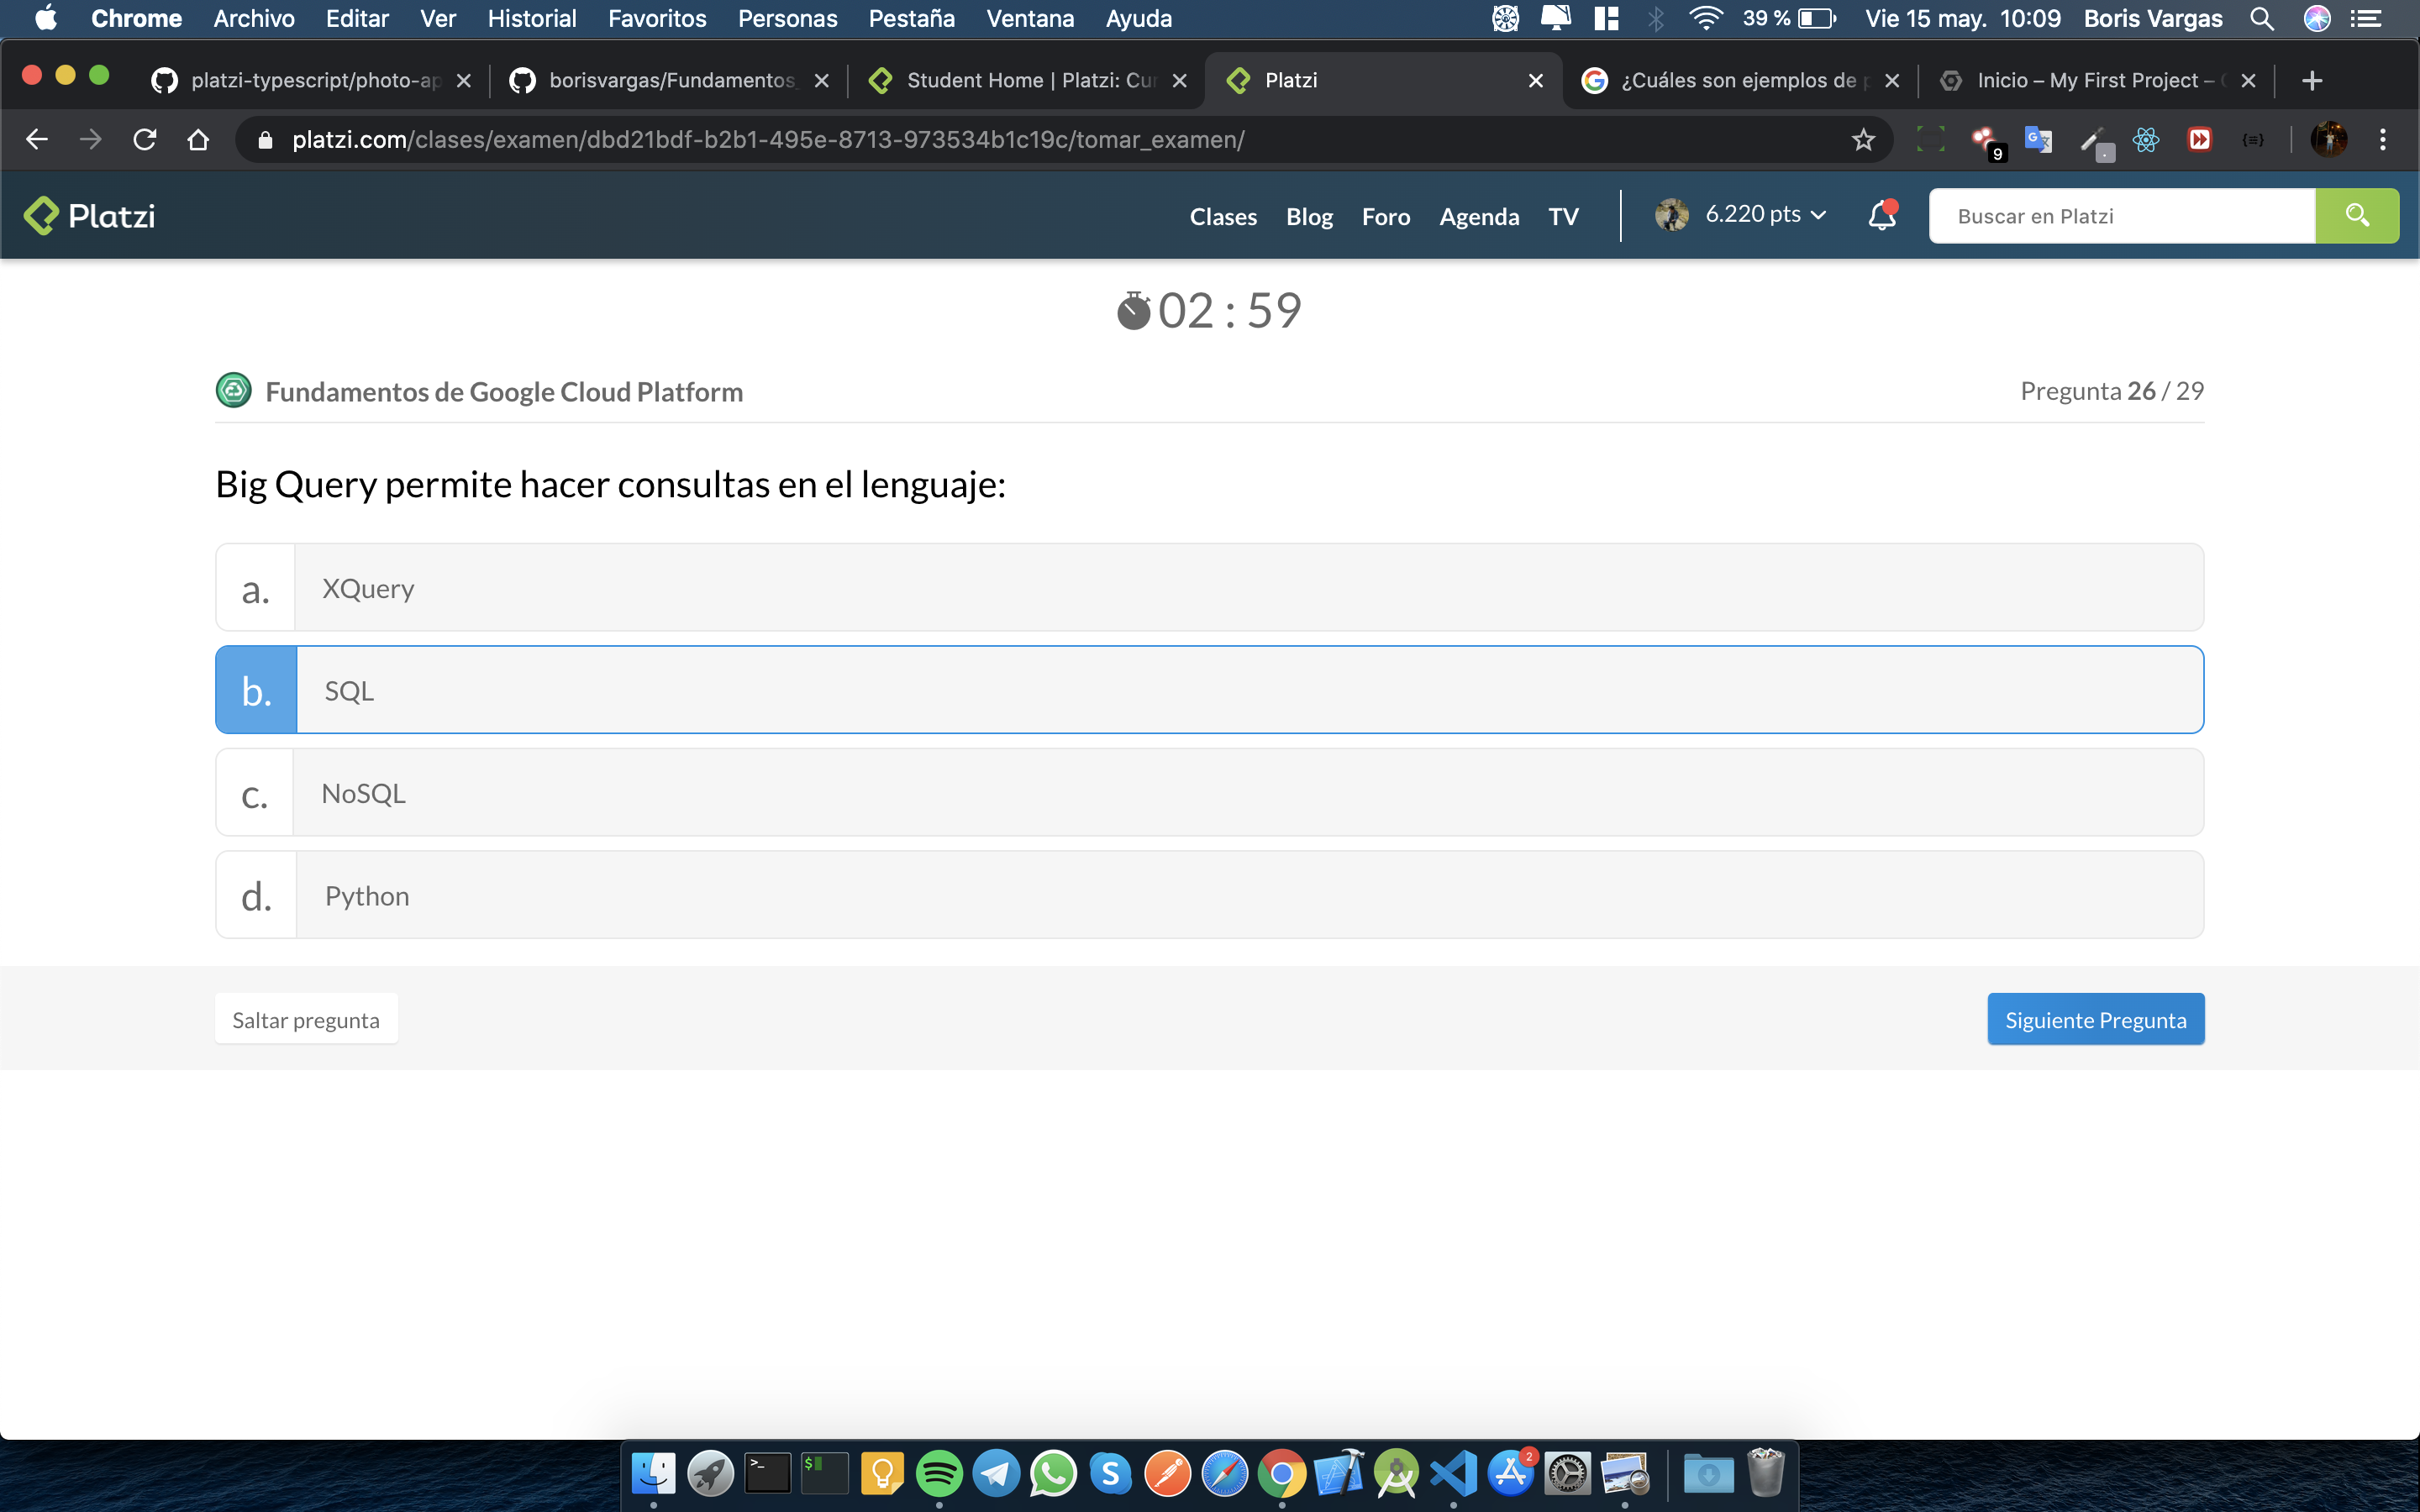 Chrome Archivo Editar Ver Historial Favoritos Personas Pestaña Ventana Ayuda 39 % Vie 15 may. 10:09 Boris Vargas
platzi-typescript/photo-ap borisvargas/Fundamentos_ Student Home | Platzi: Cur Platzi ¿Cuáles son ejemplos de p Inicio – My First Project –
platzi.com/clases/examen/dbd21bdf-b2b1-495e-8713-973534b1c19c/tomar_examen/ 9
Platzi Clases Blog Foro Agenda TV 6.220 pts Buscar en Platzi
02 : 59
Fundamentos de Google Cloud Platform Pregunta 26 / 29
Big Query permite hacer consultas en el lenguaje:
a. XQuery
b. SQL
c. NoSQL
d. Python
Saltar pregunta Siguiente Pregunta
2